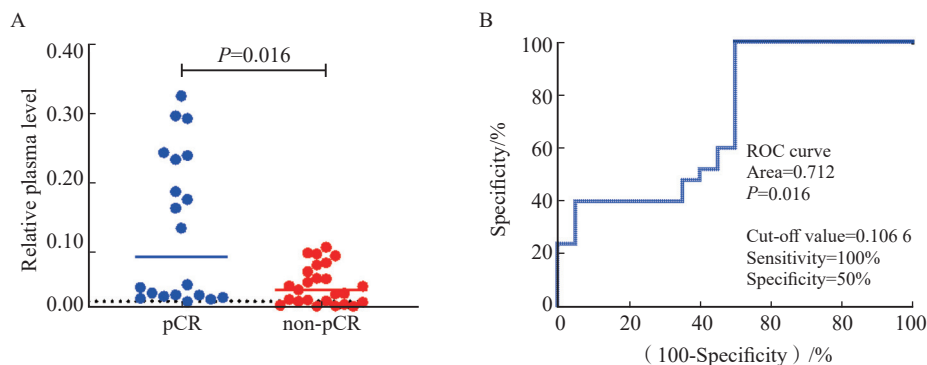 A
0.40
0.30
0.20
0.10
0.00
Relative plasma level
P=0.016
pCR
non-pCR
B
100
80
60
40
20
0
Specificity/%
ROC curve
Area=0.712
P=0.016
Cut-off value=0.106 6
Sensitivity=100%
Specificity=50%
0 20 40 60 80 100
(100-Specificity)/%